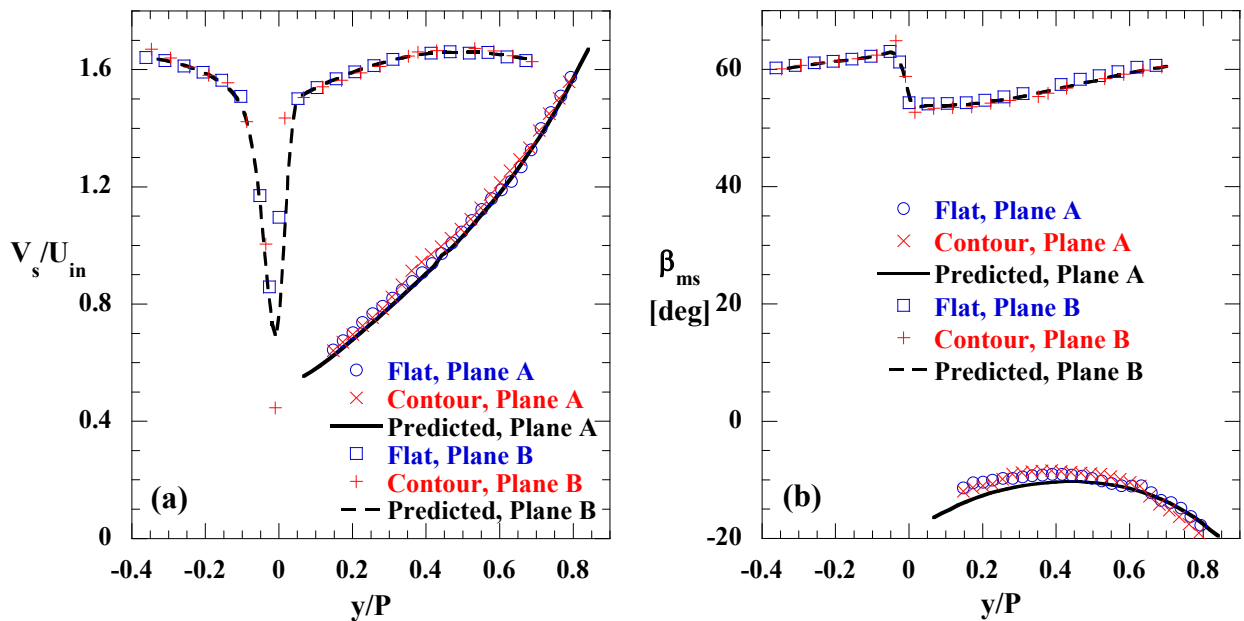 1.6
1.2
V_s/U_in
0.8
0.4
0
Flat, Plane A
Contour, Plane A
Predicted, Plane A
Flat, Plane B
Contour, Plane B
Predicted, Plane B
(a)
-0.4 -0.2 0 0.2 0.4 0.6 0.8
y/P
60
40
β_ms
[deg]
20
0
-20
Flat, Plane A
Contour, Plane A
Predicted, Plane A
Flat, Plane B
Contour, Plane B
Predicted, Plane B
(b)
-0.4 -0.2 0 0.2 0.4 0.6 0.8
y/P